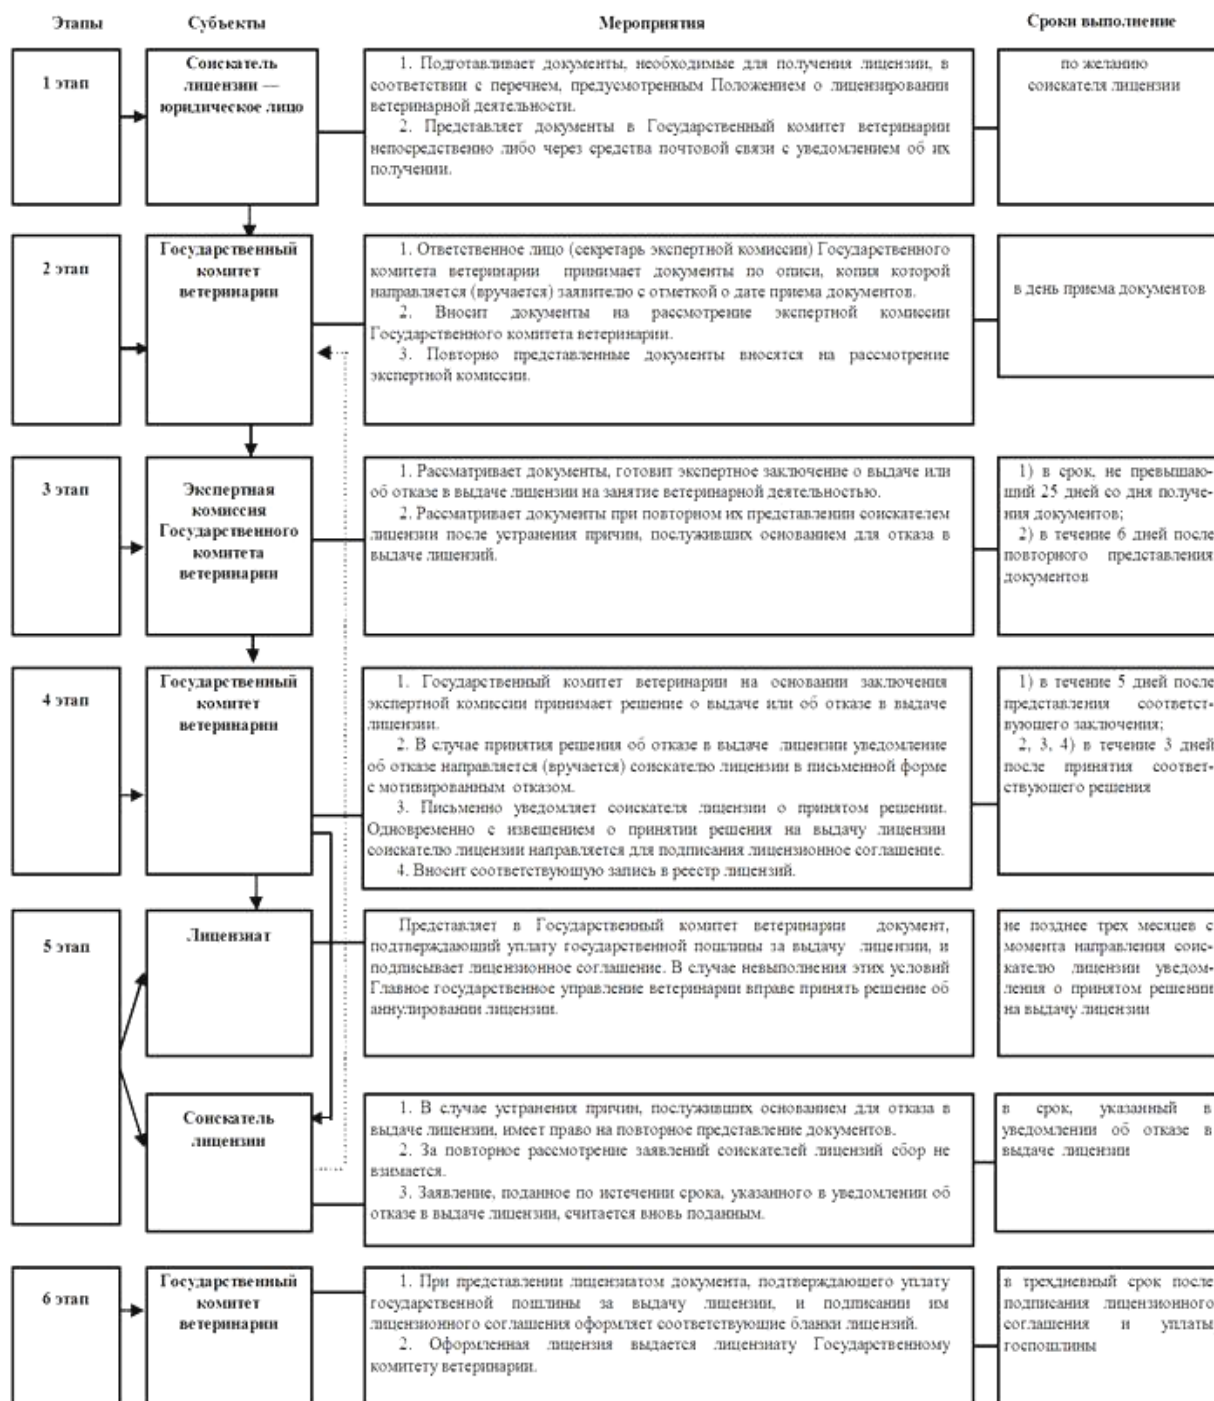 Этапы
Субъекты
Мероприятия
Сроки выполнение
1 этап
Соискатель
лицензии —
юридическое лицо
1. Подготавливает документы, необходимые для получения лицензии, в
соответствии с перечнем, предусмотренным Положением о лицензировании
ветеринарной деятельности.
2. Представляет документы в Государственный комитет ветеринарии
непосредственно либо через средства почтовой связи с уведомлением об их
получении.
по желанию
соискателя лицензии
2 этап
Государственный
комитет
ветеринарии
1. Ответственное лицо (секретарь экспертной комиссии) Государственного
комитета ветеринарии принимает документы по описи, копия которой
направляется (вручается) заявителю с отметкой о дате приема документов.
2. Вносит документы на рассмотрение экспертной комиссии
Государственного комитета ветеринарии.
3. Повторно представленные документы вносятся на рассмотрение
экспертной комиссии.
в день приема документов
3 этап
Экспертная
комиссия
Государственного
комитета
ветеринарии
1. Рассматривает документы, готовит экспертное заключение о выдаче или
об отказе в выдаче лицензии на занятие ветеринарной деятельностью.
2. Рассматривает документы при повторном их представлении соискателем
лицензии после устранения причин, послуживших основанием для отказа в
выдаче лицензий.
1) в срок, не превышаю-
щий 25 дней со дня получе-
ния документов;
2) в течение 6 дней после
повторного представления
документов
4 этап
Государственный
комитет
ветеринарии
1. Государственный комитет ветеринарии на основании заключения
экспертной комиссии принимает решение о выдаче или об отказе в выдаче
лицензии.
2. В случае принятия решения об отказе в выдаче лицензии уведомление
об отказе направляется (вручается) соискателю лицензии в письменной форме
с мотивированным отказом.
3. Письменно уведомляет соискателя лицензии о принятом решении.
Одновременно с извещением о принятии решения на выдачу лицензии
соискателю лицензии направляется для подписания лицензионное соглашение.
4. Вносит соответствующую запись в реестр лицензий.
1) в течение 5 дней после
представления соответст-
вующего заключения;
2, 3, 4) в течение 3 дней
после принятия соответ-
ствующего решения
5 этап
Лицензиат
Представляет в Государственный комитет ветеринарии документ,
подтверждающий уплату государственной пошлины за выдачу лицензии, и
подписывает лицензионное соглашение. В случае невыполнения этих условий
Главное государственное управление ветеринарии вправе принять решение об
аннулировании лицензии.
не позднее трех месяцев с
момента направления соис-
кателю лицензии уведом-
ления о принятом решении
на выдачу лицензии
Соискатель
лицензии
1. В случае устранения причин, послуживших основанием для отказа в
выдаче лицензии, имеет право на повторное представление документов.
2. За повторное рассмотрение заявлений соискателей лицензий сбор не
взимается.
3. Заявление, поданное по истечении срока, указанного в уведомлении об
отказе в выдаче лицензии, считается вновь поданным.
в срок, указанный в
уведомлении об отказе в
выдаче лицензии
6 этап
Государственный
комитет
ветеринарии
1. При представлении лицензиатом документа, подтверждающего уплату
государственной пошлины за выдачу лицензии, и подписании им
лицензионного соглашения оформляет соответствующие бланки лицензий.
2. Оформленная лицензия выдается лицензиату Государственному
комитету ветеринарии.
в трехдневный срок после
подписания лицензионного
соглашения и уплаты
госпошлины